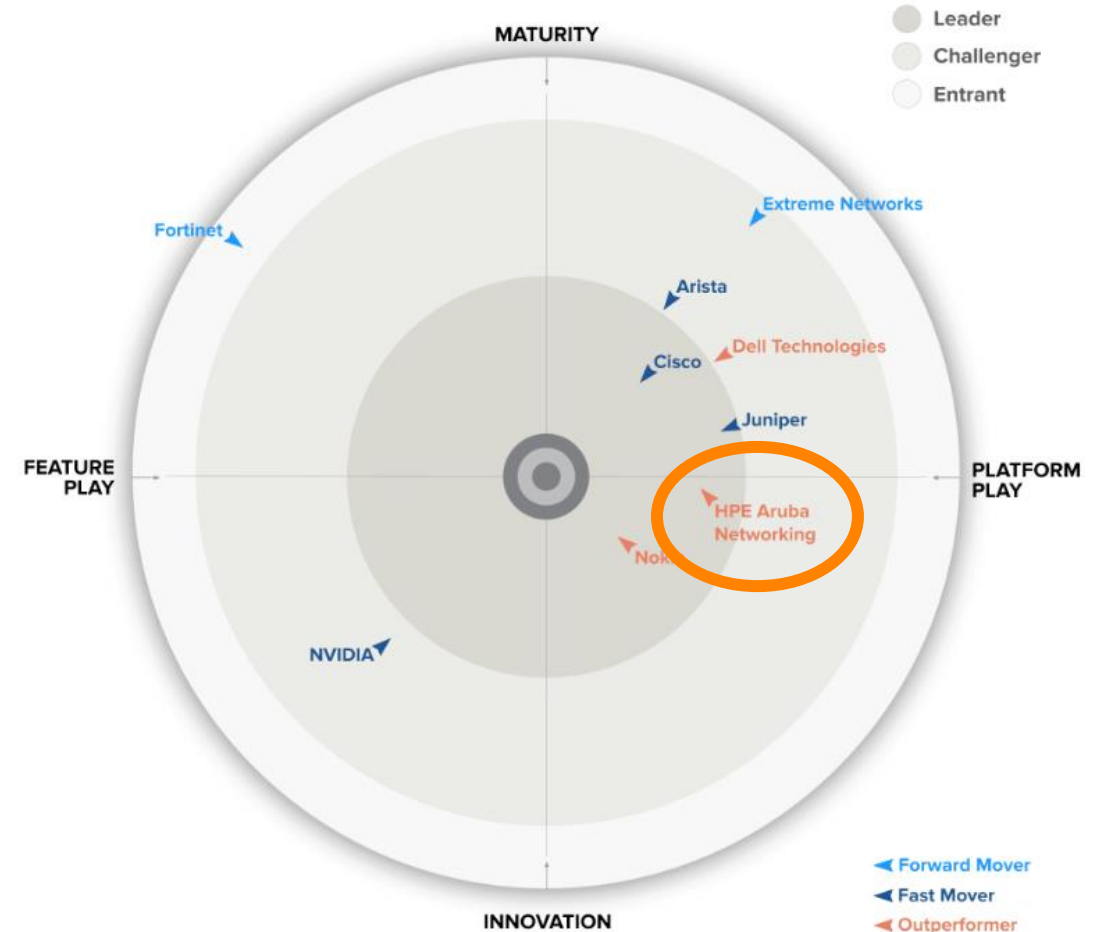 MATURITY
Leader
Challenger
Entrant
Extreme Networks
Fortinet
Arista
Dell Technologies
Cisco
Juniper
FEATURE
PLAY
PLATFORM
PLAY
HPE Aruba
Networking
NVIDIA
Forward Mover
Fast Mover
Outperformer
INNOVATION